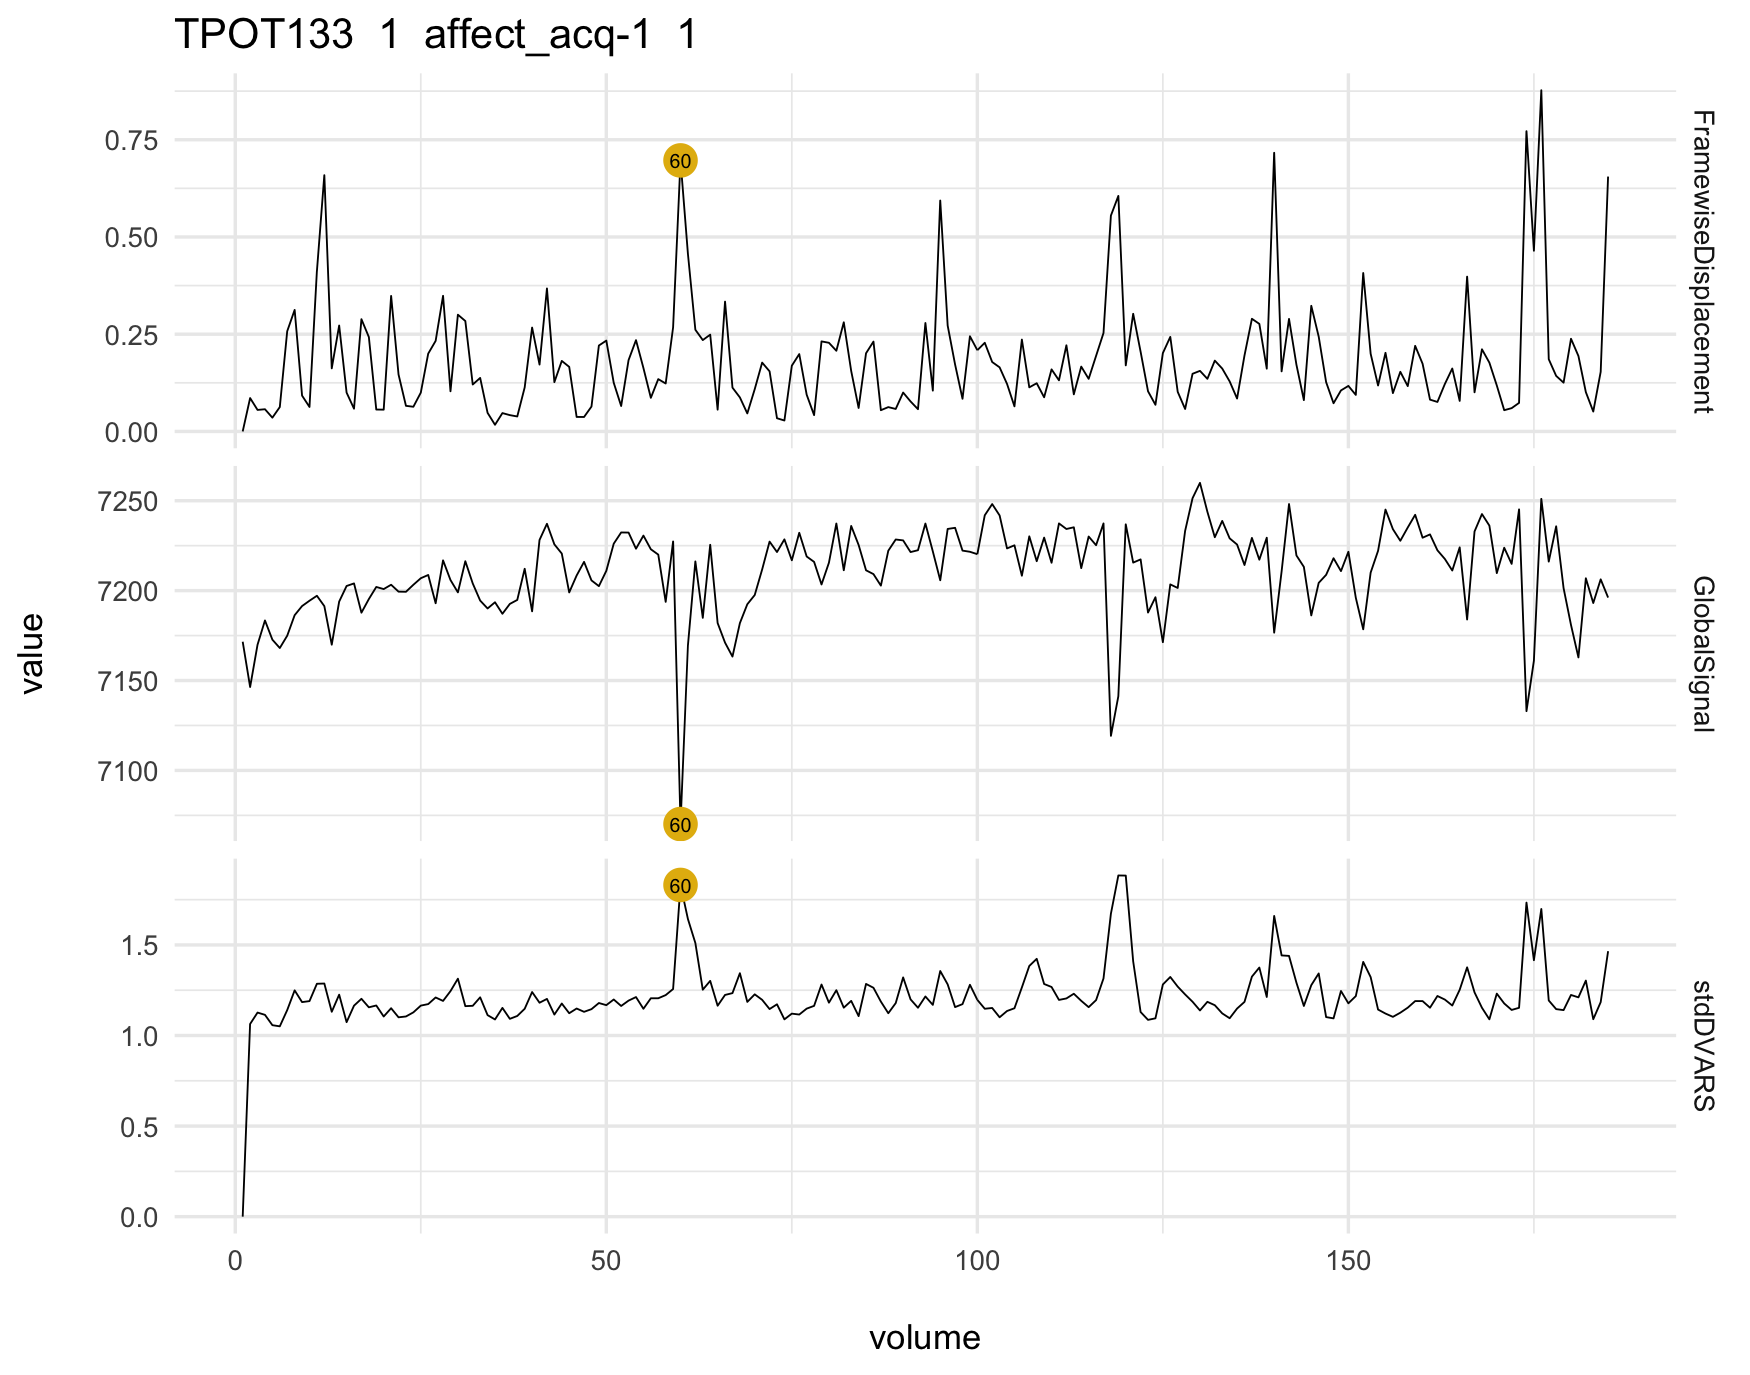 TPOT133  1  affect_acq-1  1
value
0.75
0.50
0.25
0.00
60
FramewiseDisplacement
7250
7200
7150
7100
60
GlobalSignal
1.5
1.0
0.5
0.0
60
stdDVARS
0 50 100 150
volume